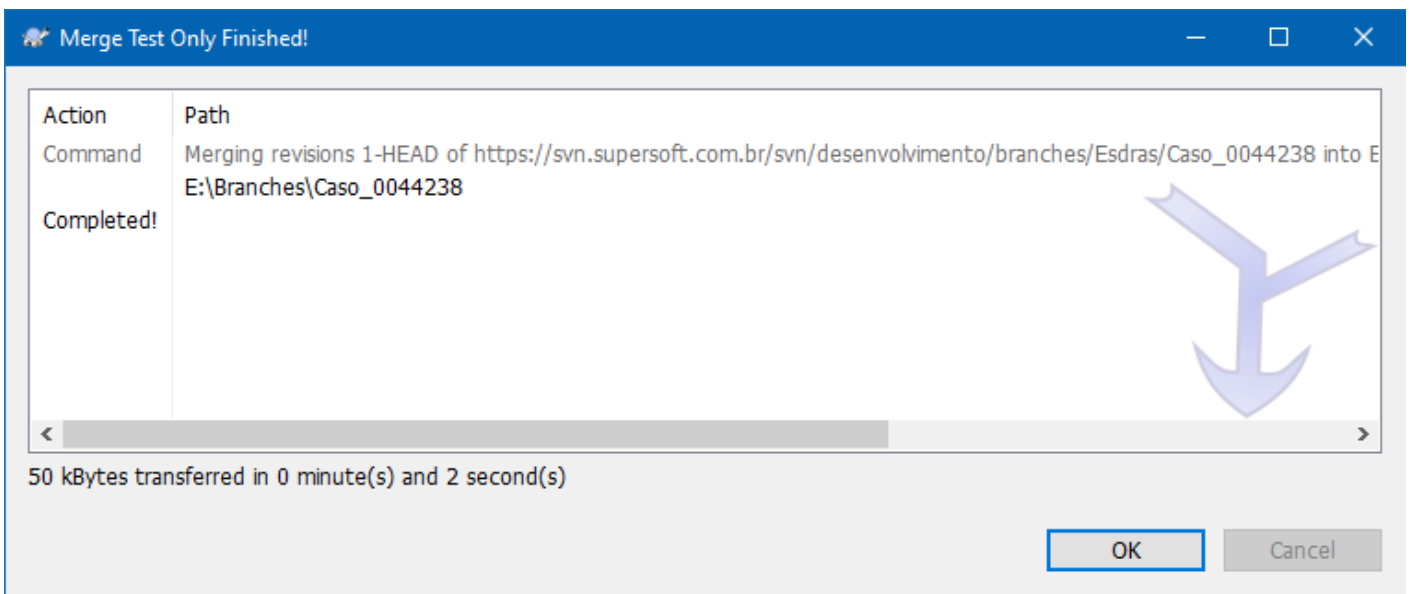 Merge Test Only Finished!
Action Path
Command Merging revisions 1-HEAD of https://svn.supersoft.com.br/svn/desenvolvimento/branches/Esdras/Caso_0044238 into E
E:\Branches\Caso_0044238
Completed!
50 kBytes transferred in 0 minute(s) and 2 second(s)
OK Cancel